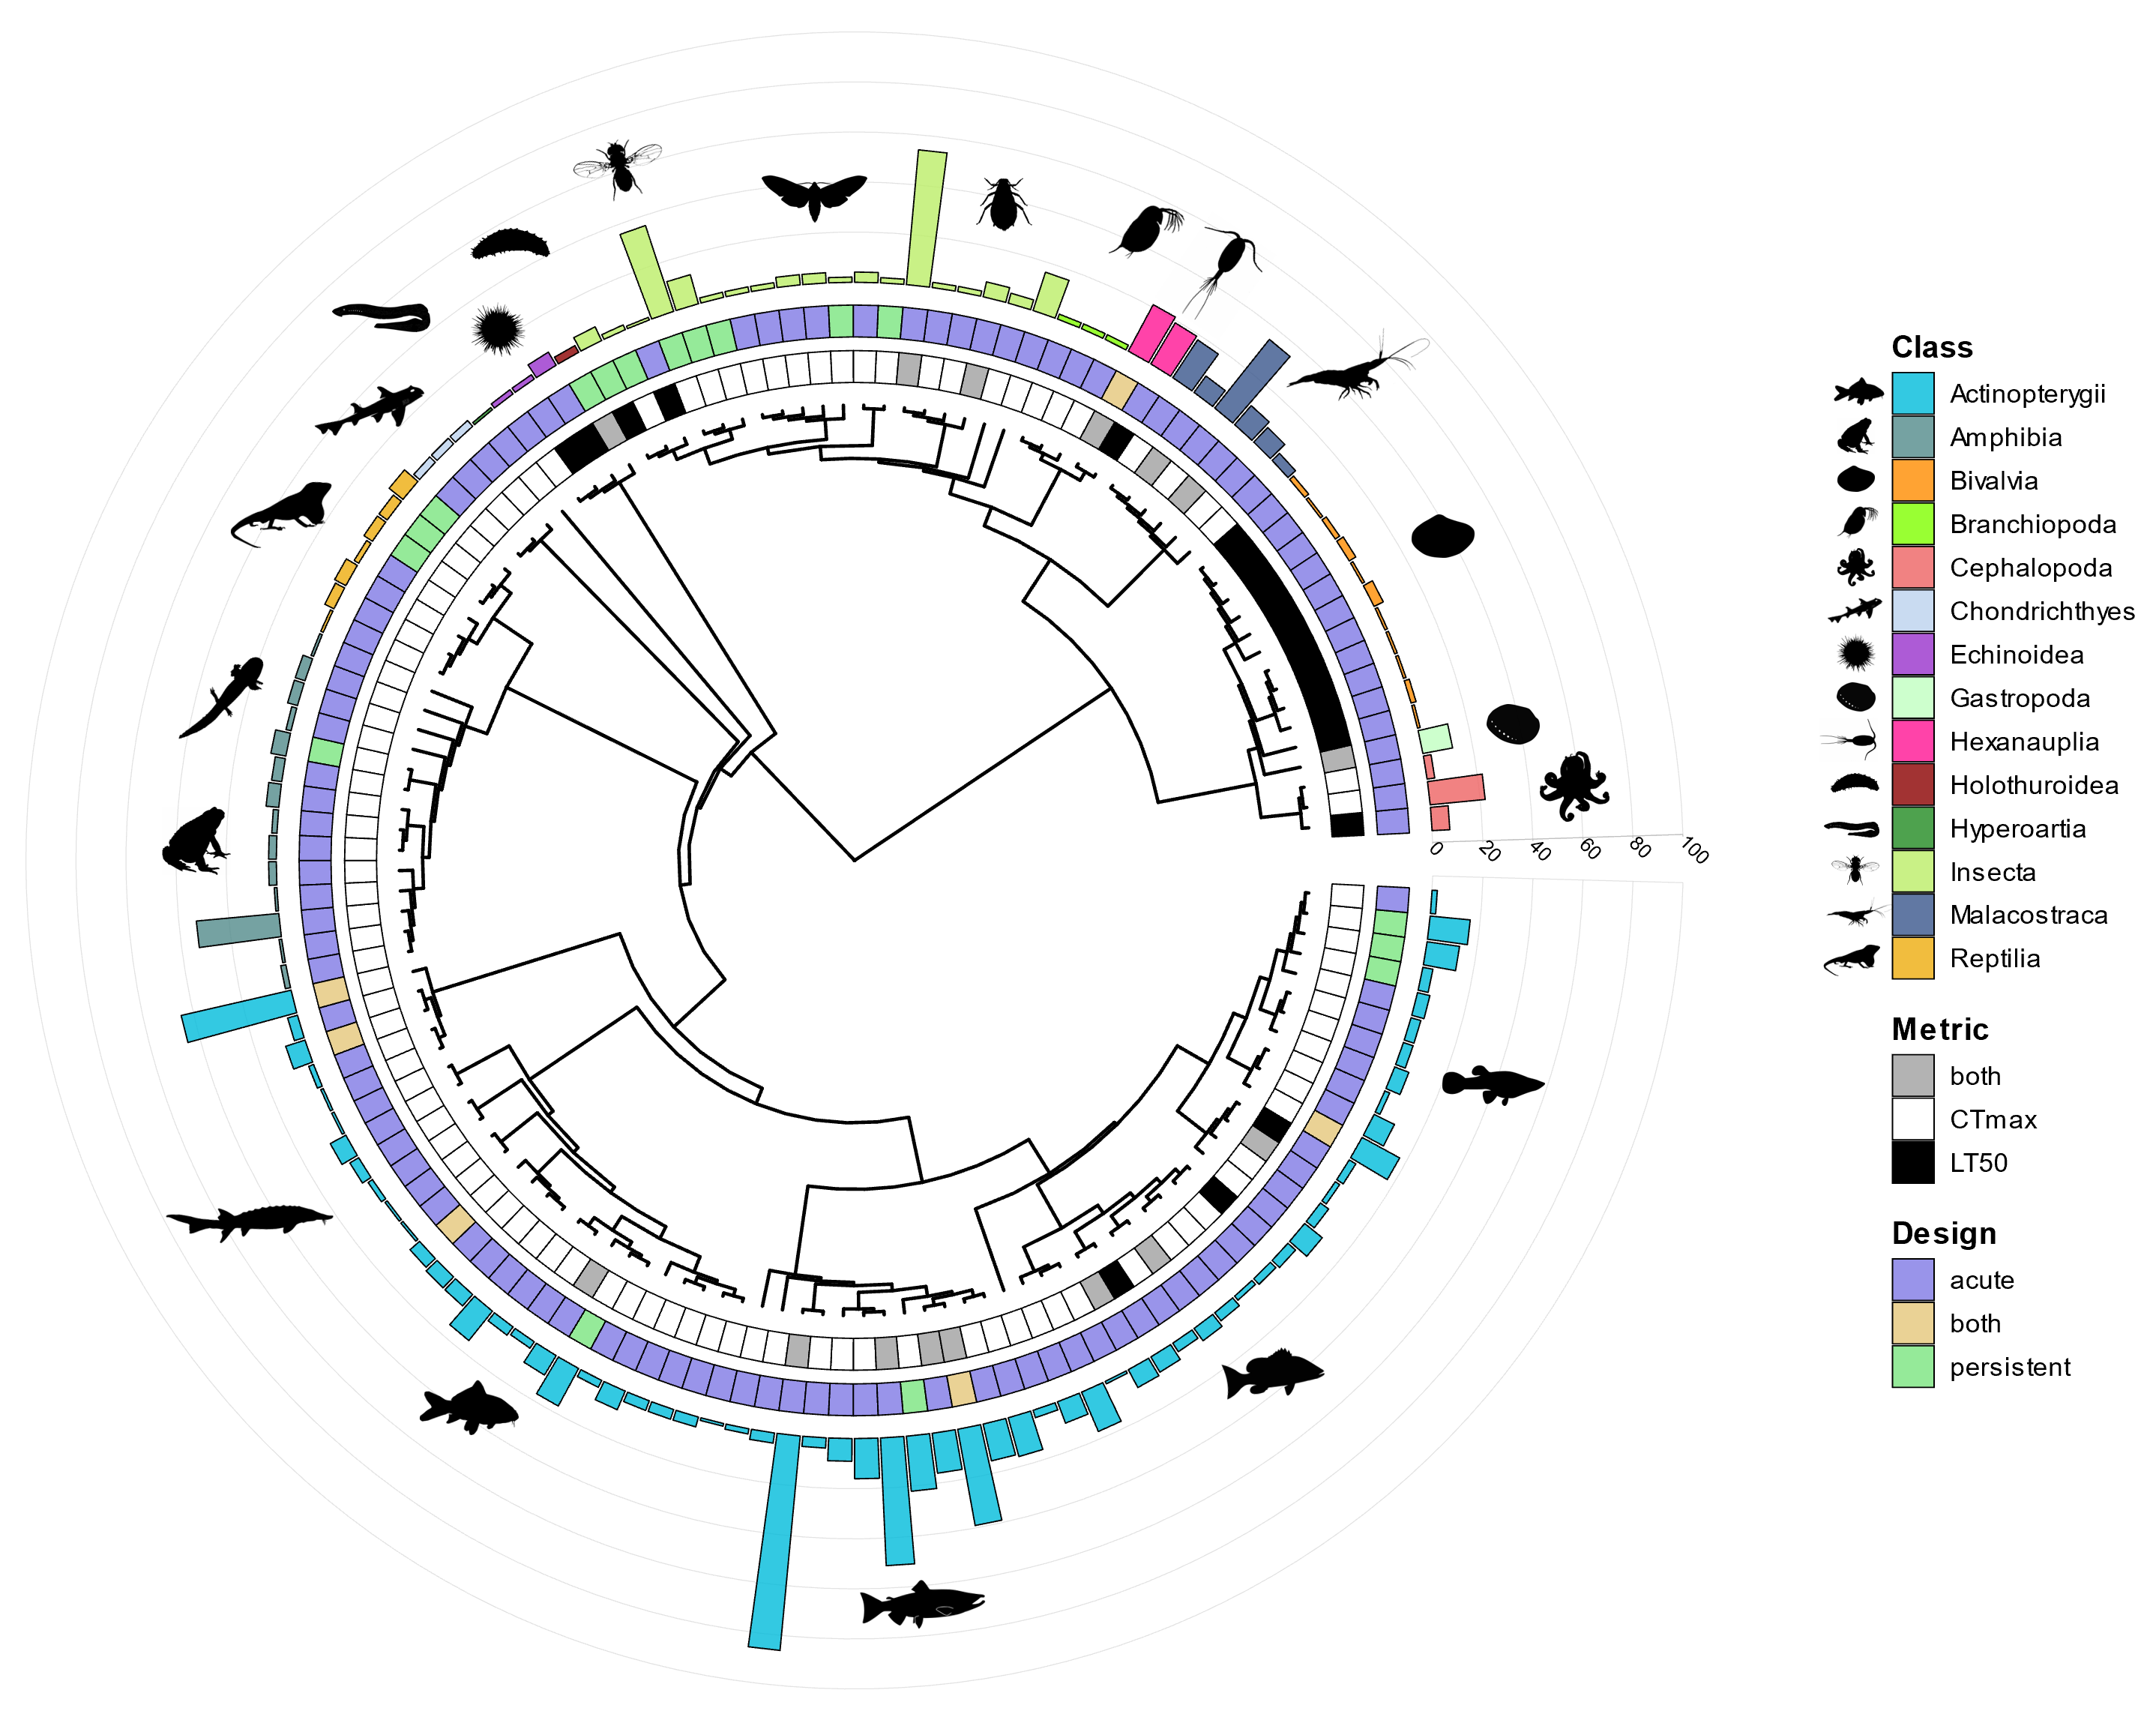 0
20
40
60
80
100
Class
Actinopterygii
Amphibia
Bivalvia
Branchiopoda
Cephalopoda
Chondrichthyes
Echinoidea
Gastropoda
Hexanauplia
Holothuroidea
Hyperoartia
Insecta
Malacostraca
Reptilia
Metric
both
CTmax
LT50
Design
acute
both
persistent